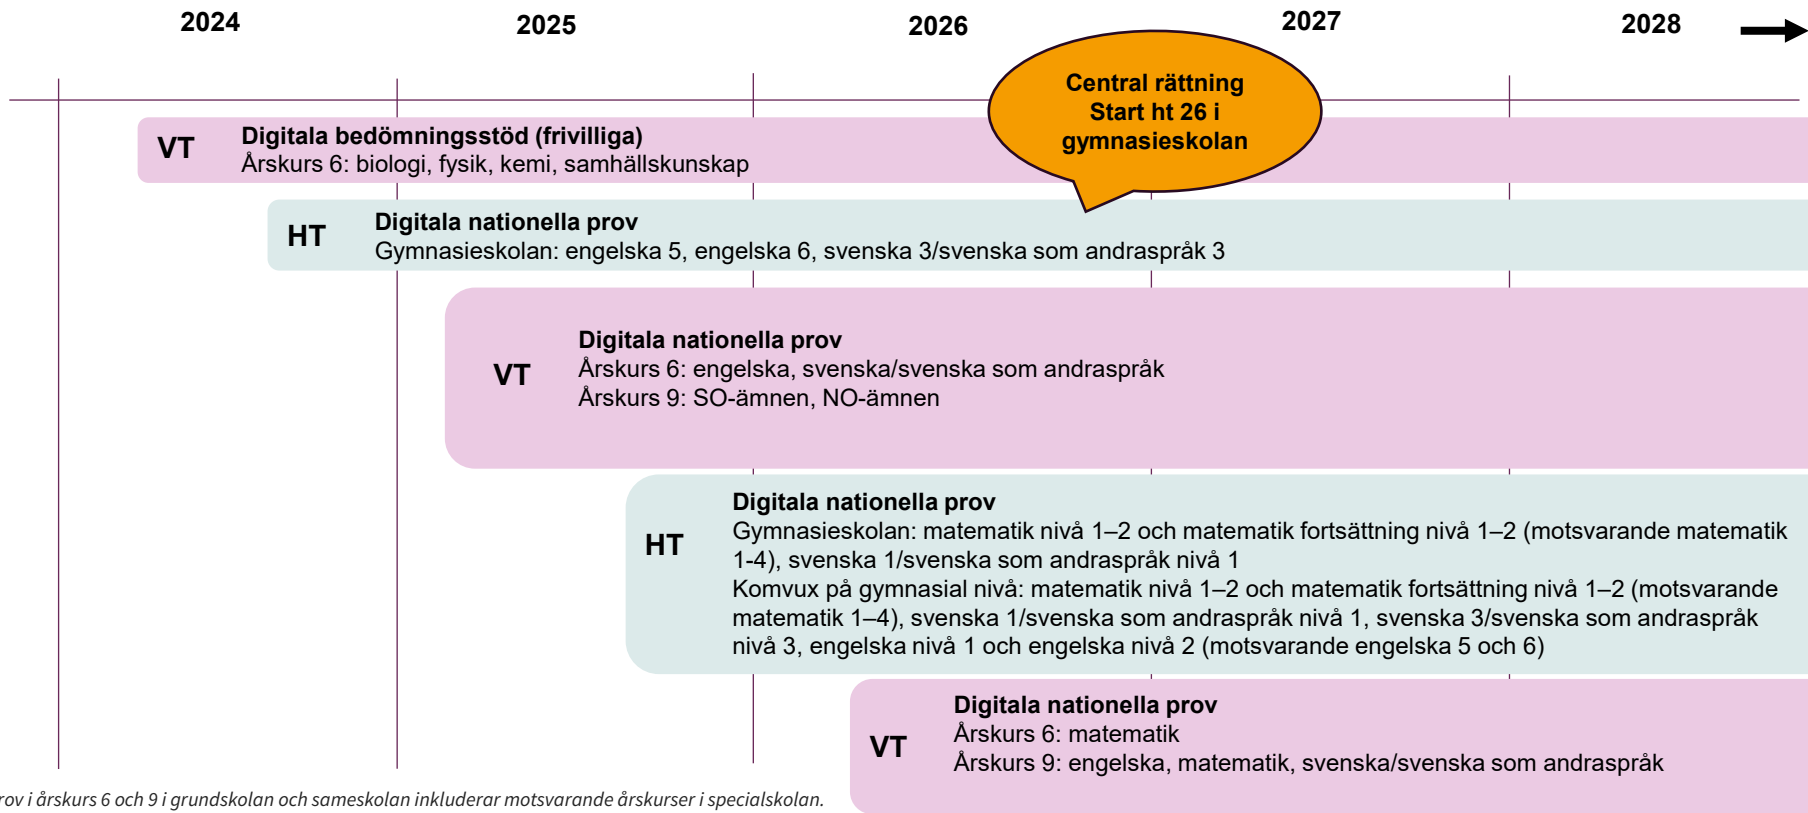 2024
2025
2026
2027
2028
Central rättning
Start ht 26 i
gymnasieskolan
VT
Digitala bedömningsstöd (frivilliga)
Årskurs 6: biologi, fysik, kemi, samhällskunskap
HT
Digitala nationella prov
Gymnasieskolan: engelska 5, engelska 6, svenska 3/svenska som andraspråk 3
VT
Digitala nationella prov
Årskurs 6: engelska, svenska/svenska som andraspråk
Årskurs 9: SO-ämnen, NO-ämnen
HT
Digitala nationella prov
Gymnasieskolan: matematik nivå 1–2 och matematik fortsättning nivå 1–2 (motsvarande matematik
1-4), svenska 1/svenska som andraspråk nivå 1
Komvux på gymnasial nivå: matematik nivå 1–2 och matematik fortsättning nivå 1–2 (motsvarande
matematik 1–4), svenska 1/svenska som andraspråk nivå 1, svenska 3/svenska som andraspråk
nivå 3, engelska nivå 1 och engelska nivå 2 (motsvarande engelska 5 och 6)
VT
Digitala nationella prov
Årskurs 6: matematik
Årskurs 9: engelska, matematik, svenska/svenska som andraspråk
i årskurs 6 och 9 i grundskolan och sameskolan inkluderar motsvarande årskurser i specialskolan.